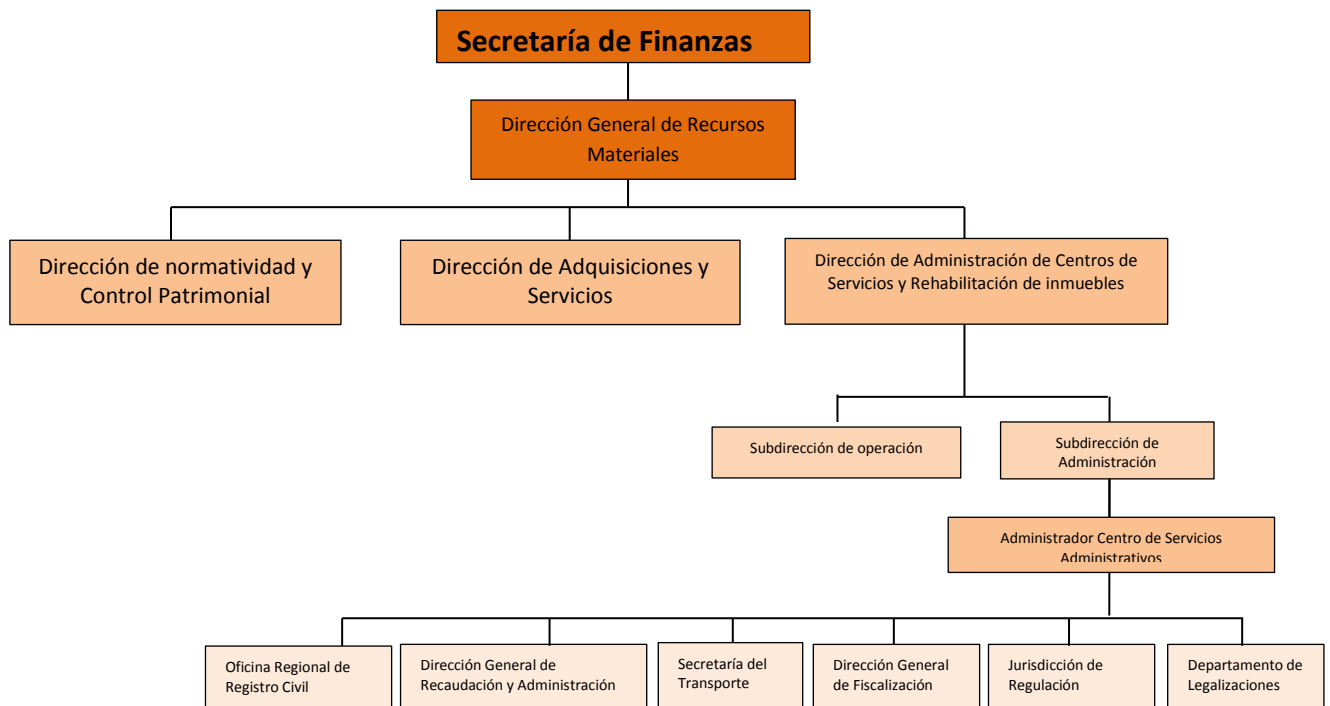 Secretaría de Finanzas
Dirección General de Recursos
Materiales
Dirección de normatividad y
Control Patrimonial
Dirección de Adquisiciones y
Servicios
Dirección de Administración de Centros de
Servicios y Rehabilitación de inmuebles
Subdirección de operación
Subdirección de
Administración
Administrador Centro de Servicios
Administrativos
Oficina Regional de
Registro Civil
Dirección General de
Recaudación y Administración
Secretaría del
Transporte
Dirección General
de Fiscalización
Jurisdicción de
Regulación
Departamento de
Legalizaciones